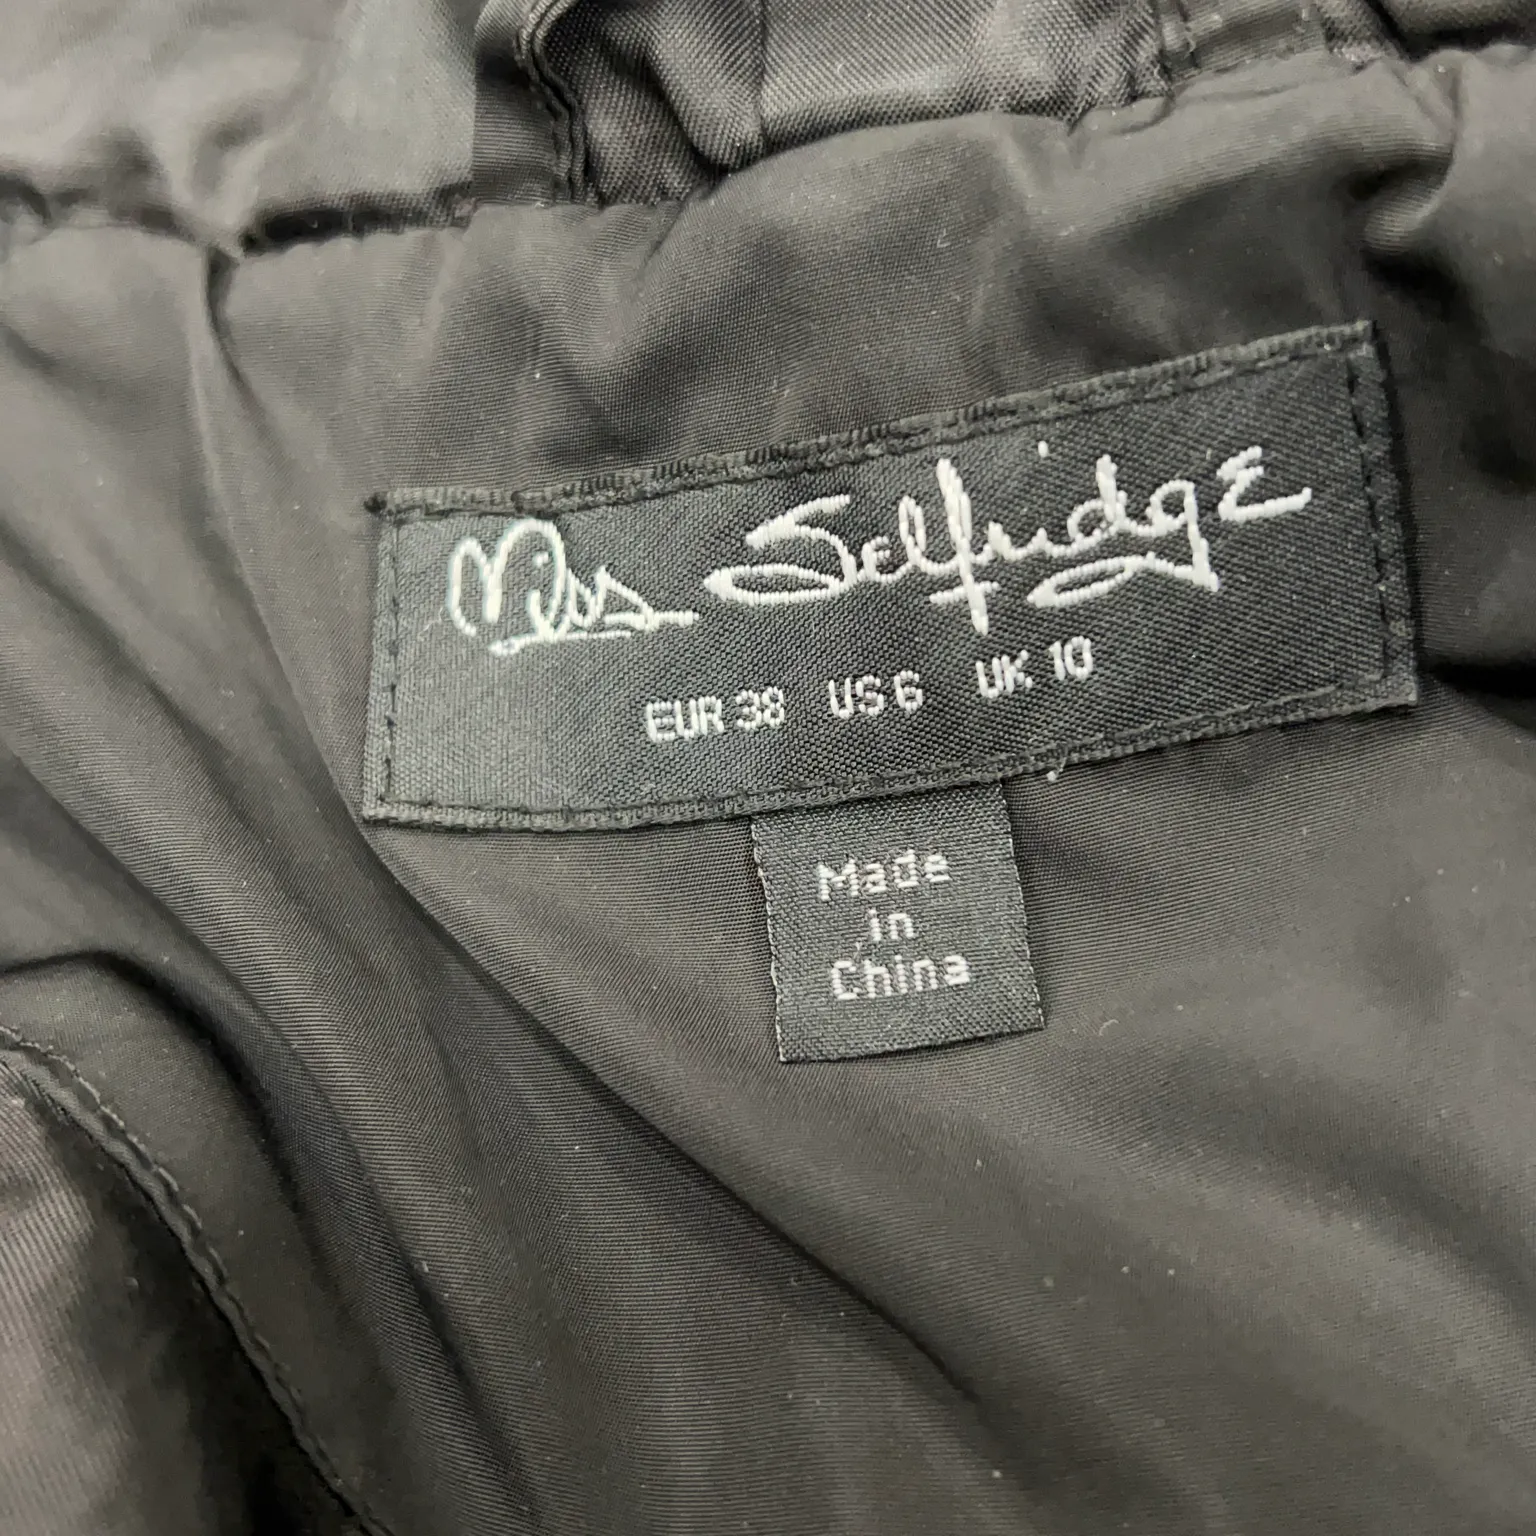 Miss Selfridge
EUR 38 US 6 UK 10
Made
in
China